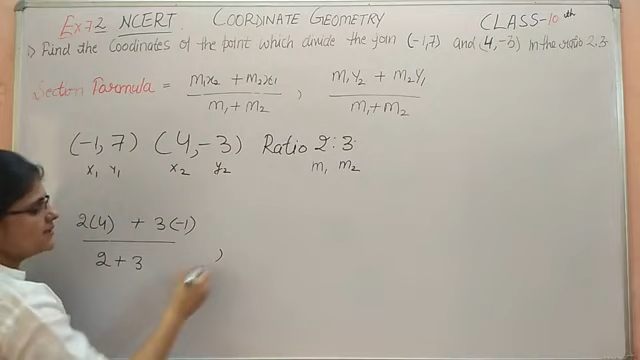 Ex 7.2 NCERT COORDINATE GEOMETRY CLASS-10th
1) Find the Coodinates of the point which divide the join (-1,7) and (4,-3) in the ratio 2:3.
Section Formula = m1x2 + m2x1 / m1 + m2 , m1y2 + m2y1 / m1 + m2
(-1, 7) (4, -3) Ratio 2:3
x1 y1 x2 y2 m1 m2
2(4) + 3(-1)
2 + 3 ,